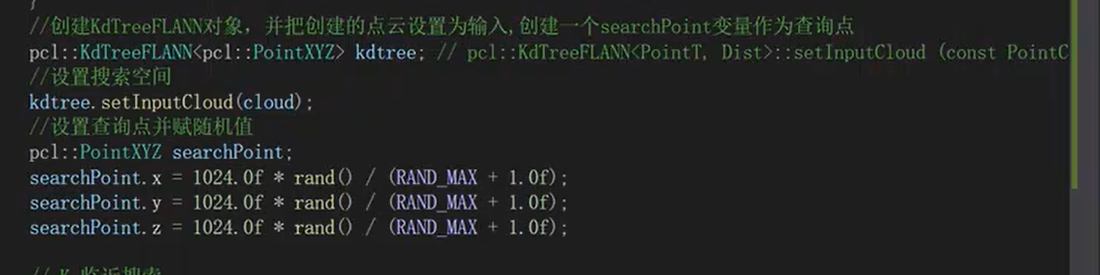 }
//创建KdTreeFLANN对象，并把创建的点云设置为输入,创建一个searchPoint变量作为查询点
pcl::KdTreeFLANN<pcl::PointXYZ> kdtree; // pcl::KdTreeFLANN<PointT, Dist>::setInputCloud (const PointC
//设置搜索空间
kdtree.setInputCloud(cloud);
//设置查询点并赋随机值
pcl::PointXYZ searchPoint;
searchPoint.x = 1024.0f * rand() / (RAND_MAX + 1.0f);
searchPoint.y = 1024.0f * rand() / (RAND_MAX + 1.0f);
searchPoint.z = 1024.0f * rand() / (RAND_MAX + 1.0f);
// K 临近搜索